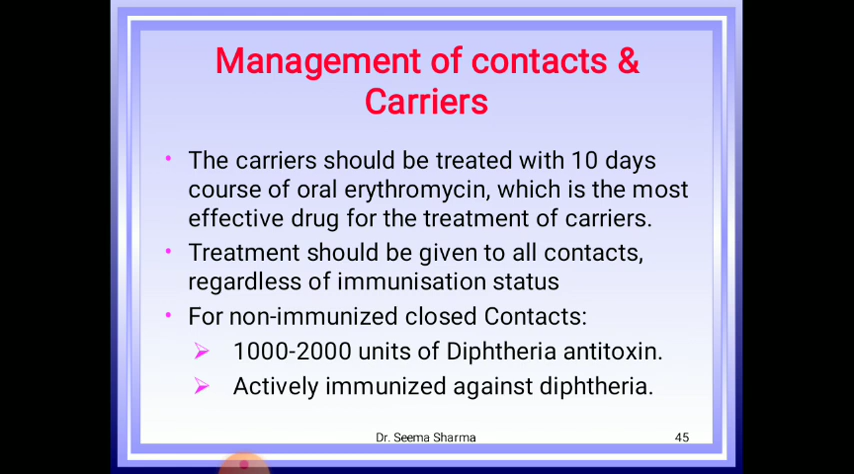 Management of contacts &
Carriers
• The carriers should be treated with 10 days
course of oral erythromycin, which is the most
effective drug for the treatment of carriers.
• Treatment should be given to all contacts,
regardless of immunisation status
• For non-immunized closed Contacts:
➢ 1000-2000 units of Diphtheria antitoxin.
➢ Actively immunized against diphtheria.
Dr. Seema Sharma 45